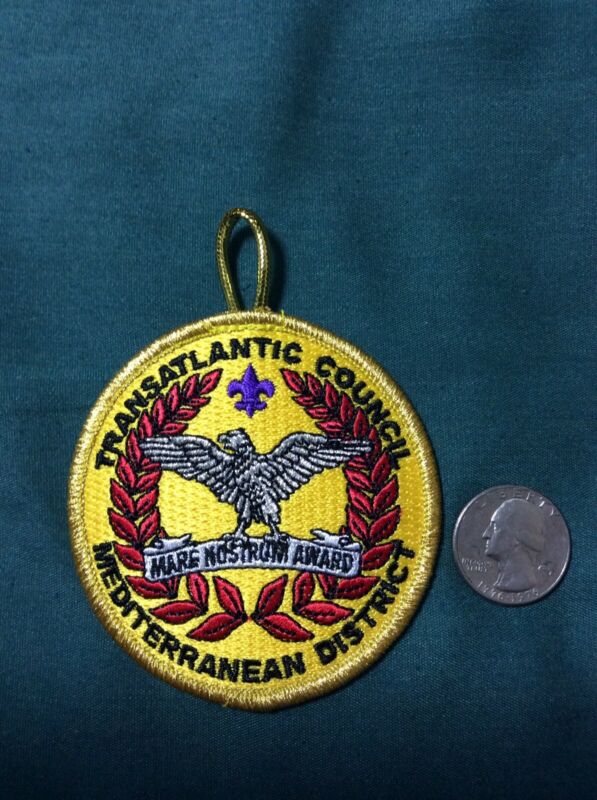 TRANSATLANTIC COUNCIL
MARE NOSTRUM AWARD
MEDITERRANEAN DISTRICT
LIBERTY